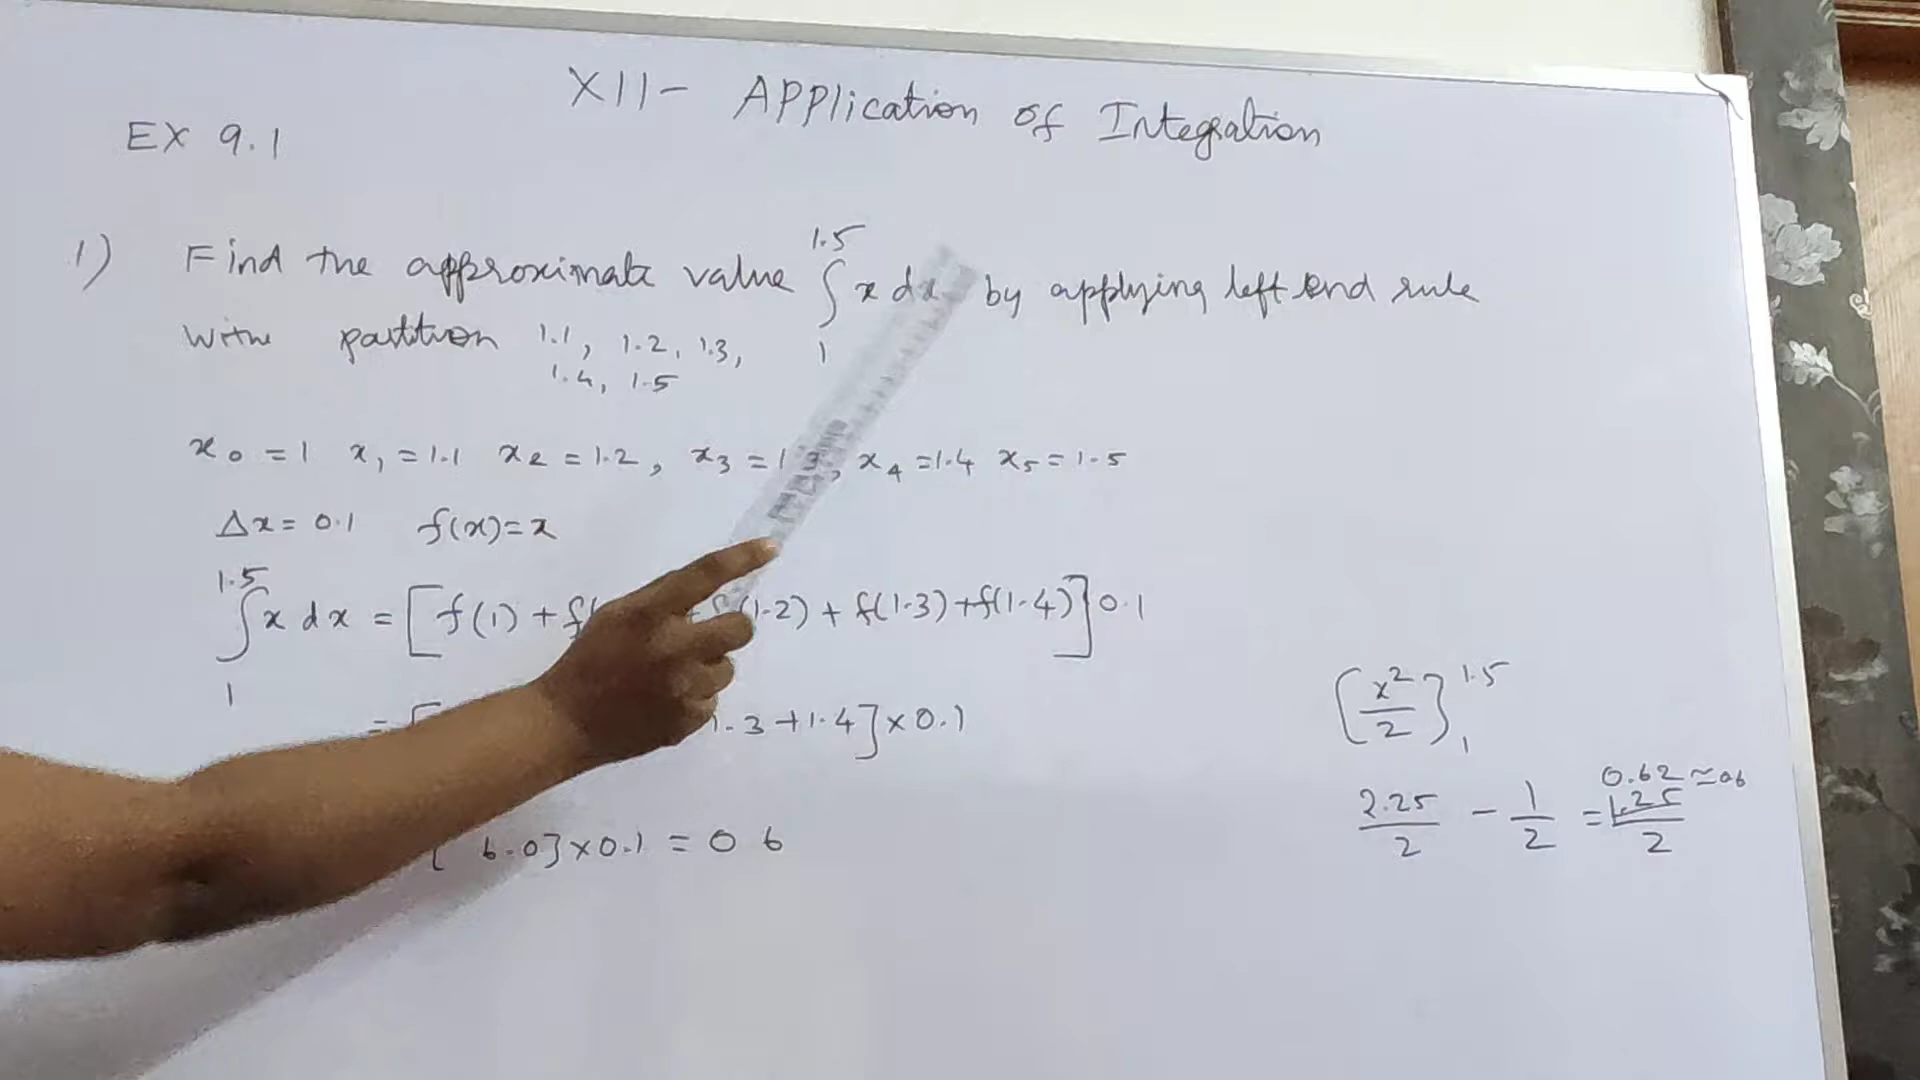 XII - Application of Integration
EX 9.1
1) Find the approximate value ∫₁^1.5 x dx by applying left end rule
with partition 1.1, 1.2, 1.3,
1.4, 1.5
x₀ = 1 x₁ = 1.1 x₂ = 1.2, x₃ = 1.3, x₄ = 1.4 x₅ = 1.5
Δx = 0.1 f(x) = x
∫₁^1.5 x dx = [f(1) + f( + f(1.2) + f(1.3) + f(1.4)] 0.1
= [ 1.3 + 1.4] × 0.1
[ 6.0] × 0.1 = 0 6
[x²/2]₁^1.5
0.62 ≃ 0.6
2.25/2 - 1/2 = 1.25/2